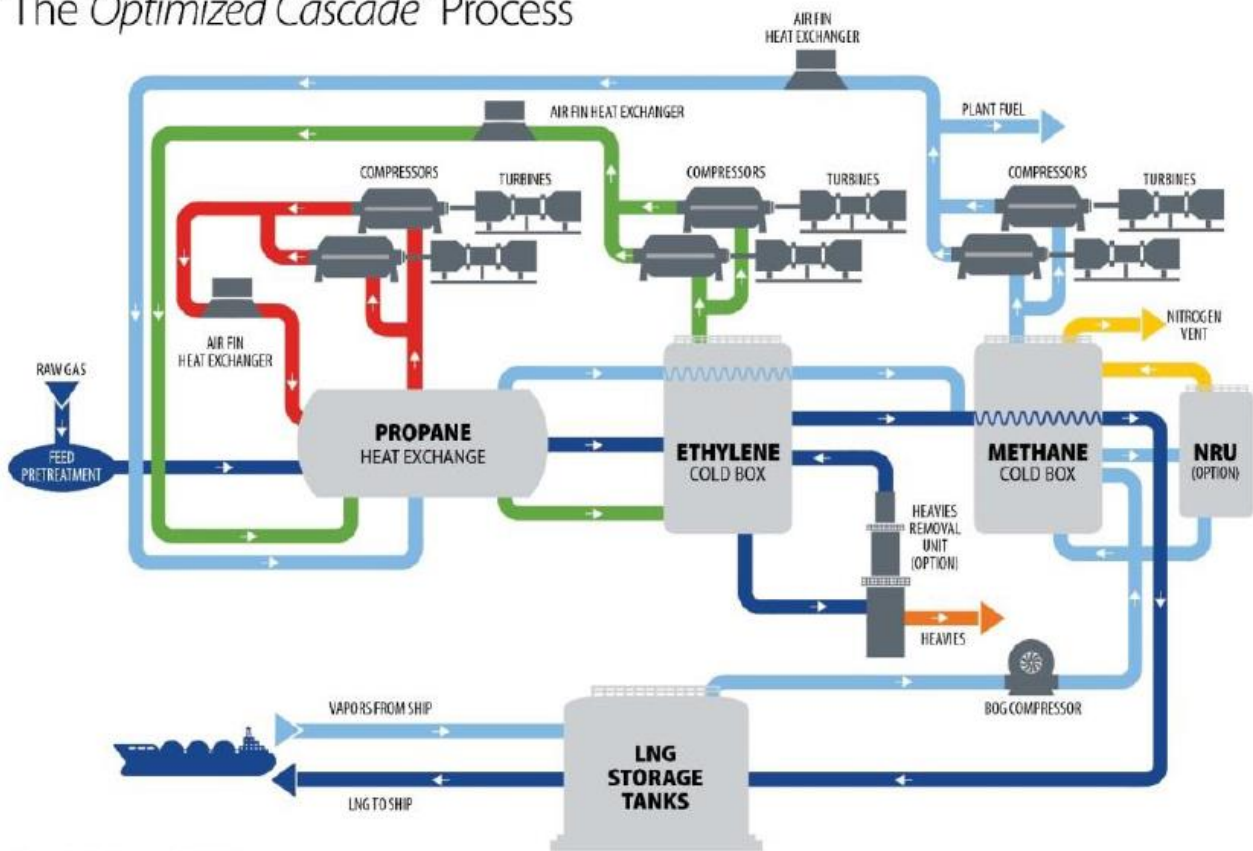 The Optimized Cascade Process
AIR FIN
HEAT EXCHANGER
AIR FIN HEAT EXCHANGER
PLANT FUEL
COMPRESSORS
TURBINES
COMPRESSORS
TURBINES
COMPRESSORS
TURBINES
AIR FIN
HEAT EXCHANGER
NITROGEN
VENT
RAW GAS
FEED
PRETREATMENT
PROPANE
HEAT EXCHANGE
ETHYLENE
COLD BOX
METHANE
COLD BOX
NRU
(OPTION)
HEAVIES
REMOVAL
UNIT
(OPTION)
HEAVIES
BOG COMPRESSOR
VAPORS FROM SHIP
LNG
STORAGE
TANKS
LNG TO SHIP